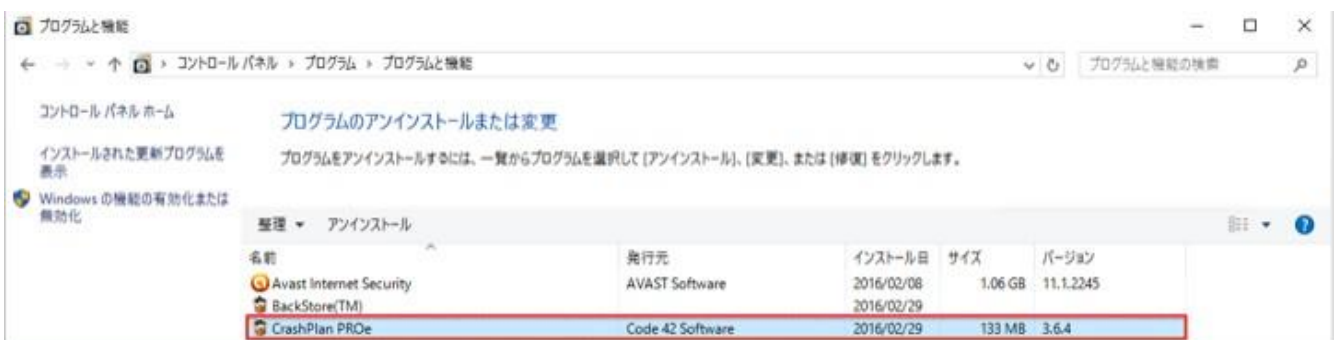 プログラムと機能
コントロール パネル › プログラム › プログラムと機能
プログラムと機能の検索
コントロール パネル ホーム
インストールされた更新プログラムを
表示
Windows の機能の有効化または
無効化
プログラムのアンインストールまたは変更
プログラムをアンインストールするには、一覧からプログラムを選択して [アンインストール]、[変更]、または [修復] をクリックします。
整理 アンインストール
名前 発行元 インストール日 サイズ バージョン
Avast Internet Security AVAST Software 2016/02/08 1.06 GB 11.1.2245
BackStore(TM) 2016/02/29
CrashPlan PROe Code 42 Software 2016/02/29 133 MB 3.6.4